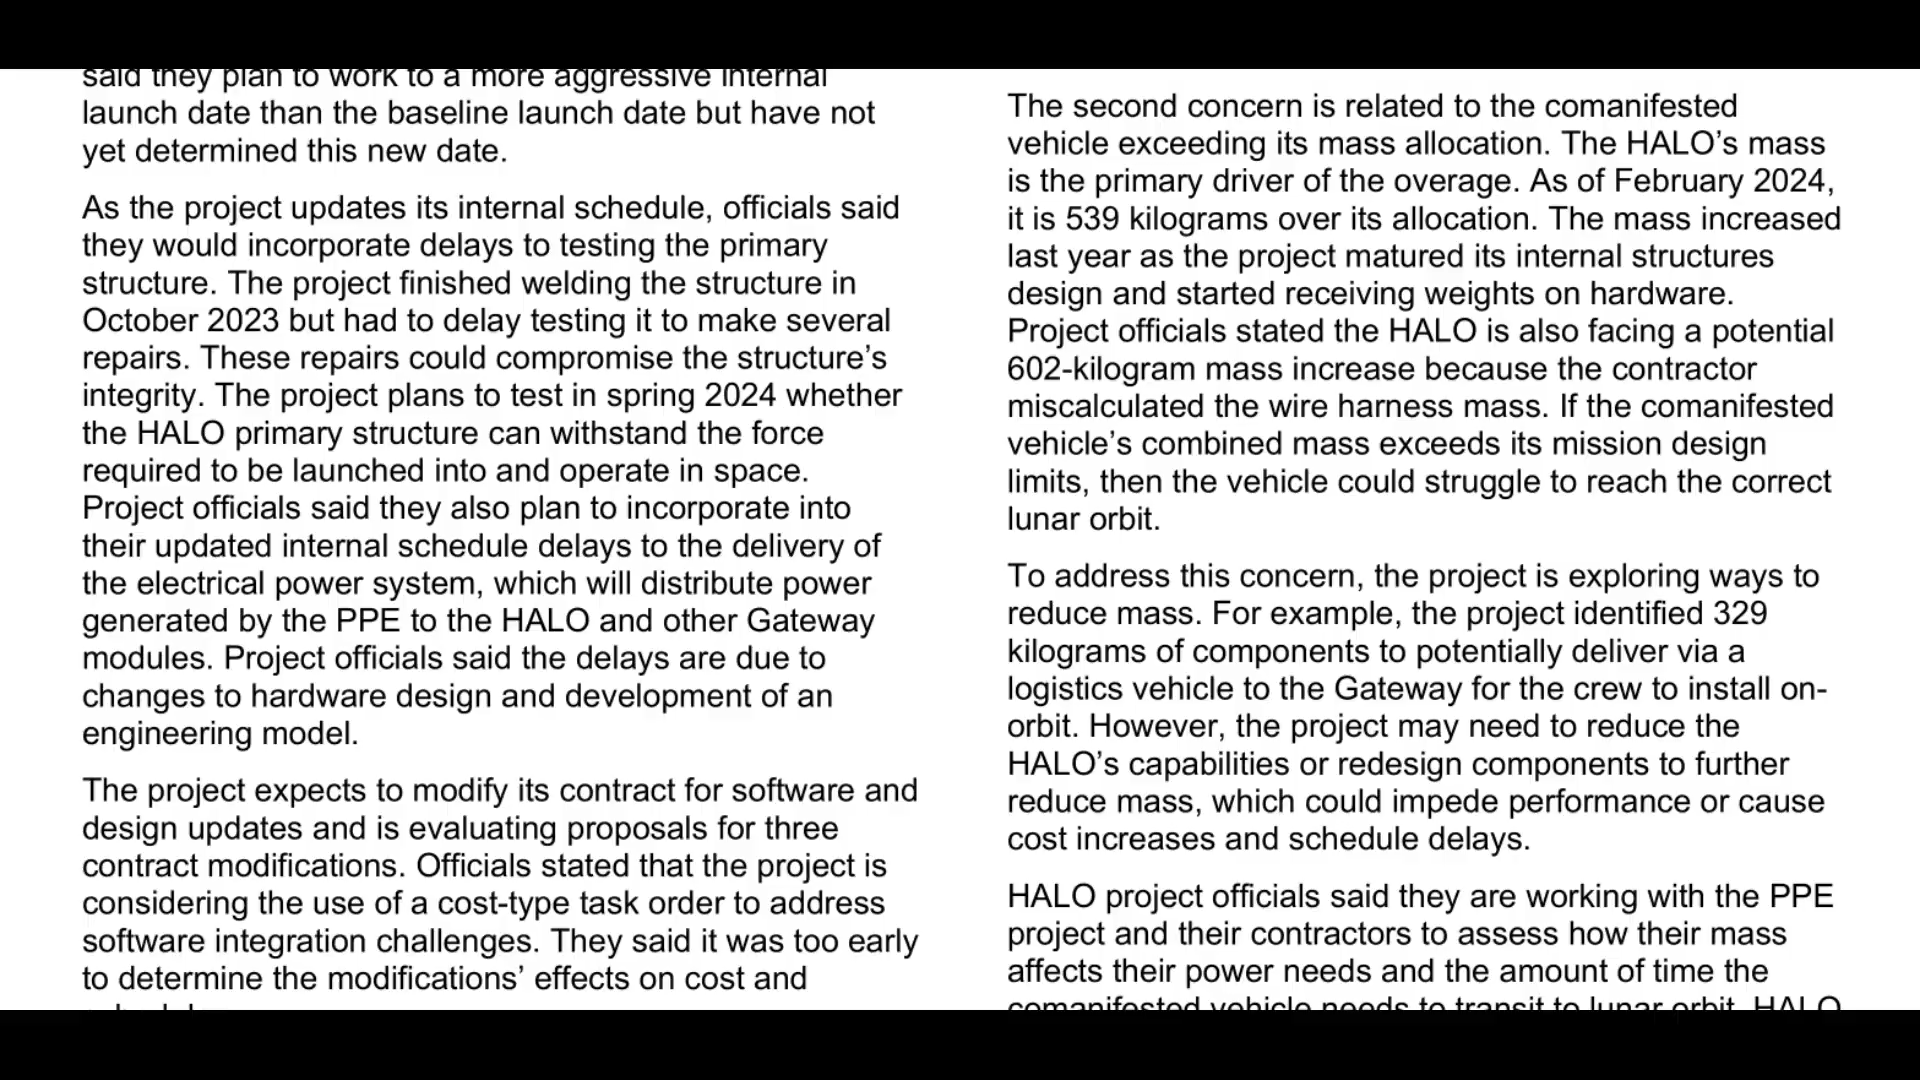 said they plan to work to a more aggressive internal
launch date than the baseline launch date but have not
yet determined this new date.
As the project updates its internal schedule, officials said
they would incorporate delays to testing the primary
structure. The project finished welding the structure in
October 2023 but had to delay testing it to make several
repairs. These repairs could compromise the structure’s
integrity. The project plans to test in spring 2024 whether
the HALO primary structure can withstand the force
required to be launched into and operate in space.
Project officials said they also plan to incorporate into
their updated internal schedule delays to the delivery of
the electrical power system, which will distribute power
generated by the PPE to the HALO and other Gateway
modules. Project officials said the delays are due to
changes to hardware design and development of an
engineering model.
The project expects to modify its contract for software and
design updates and is evaluating proposals for three
contract modifications. Officials stated that the project is
considering the use of a cost-type task order to address
software integration challenges. They said it was too early
to determine the modifications’ effects on cost and
The second concern is related to the comanifested
vehicle exceeding its mass allocation. The HALO’s mass
is the primary driver of the overage. As of February 2024,
it is 539 kilograms over its allocation. The mass increased
last year as the project matured its internal structures
design and started receiving weights on hardware.
Project officials stated the HALO is also facing a potential
602-kilogram mass increase because the contractor
miscalculated the wire harness mass. If the comanifested
vehicle’s combined mass exceeds its mission design
limits, then the vehicle could struggle to reach the correct
lunar orbit.
To address this concern, the project is exploring ways to
reduce mass. For example, the project identified 329
kilograms of components to potentially deliver via a
logistics vehicle to the Gateway for the crew to install on-
orbit. However, the project may need to reduce the
HALO’s capabilities or redesign components to further
reduce mass, which could impede performance or cause
cost increases and schedule delays.
HALO project officials said they are working with the PPE
project and their contractors to assess how their mass
affects their power needs and the amount of time the
comanifested vehicle needs to transit to lunar orbit. HALO